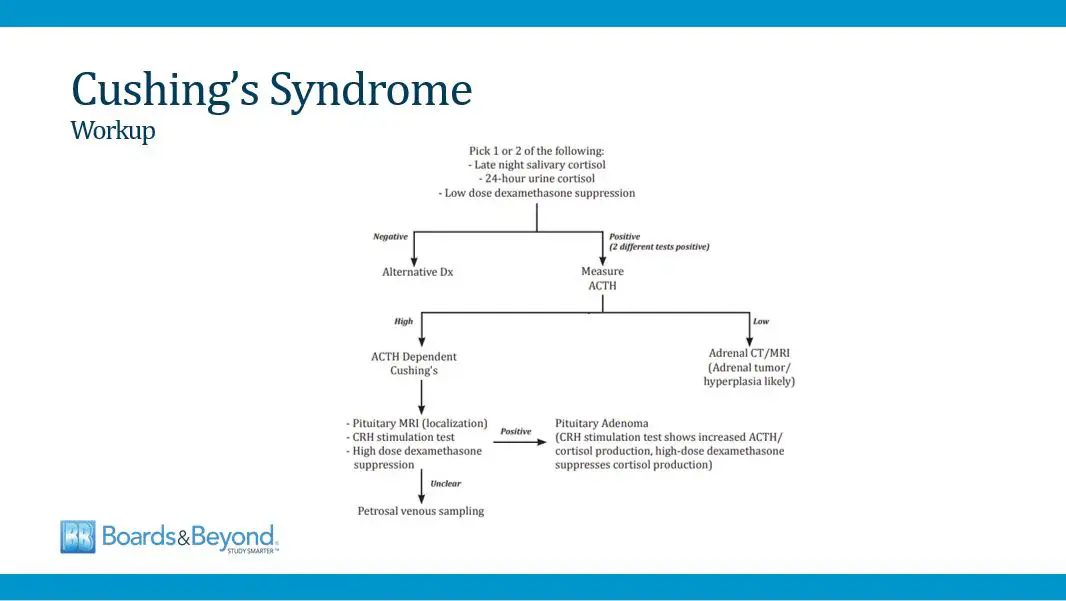 Cushing's Syndrome
Workup
Pick 1 or 2 of the following:
- Late night salivary cortisol
- 24-hour urine cortisol
- Low dose dexamethasone suppression
Negative
Positive
(2 different tests positive)
Alternative Dx
Measure
ACTH
High
Low
ACTH Dependent
Cushing's
Adrenal CT/MRI
(Adrenal tumor/
hyperplasia likely)
- Pituitary MRI (localization)
- CRH stimulation test
- High dose dexamethasone
suppression
Positive
Pituitary Adenoma
(CRH stimulation test shows increased ACTH/
cortisol production, high-dose dexamethasone
suppresses cortisol production)
Unclear
Petrosal venous sampling
BB
Boards&Beyond.
STUDY SMARTER™